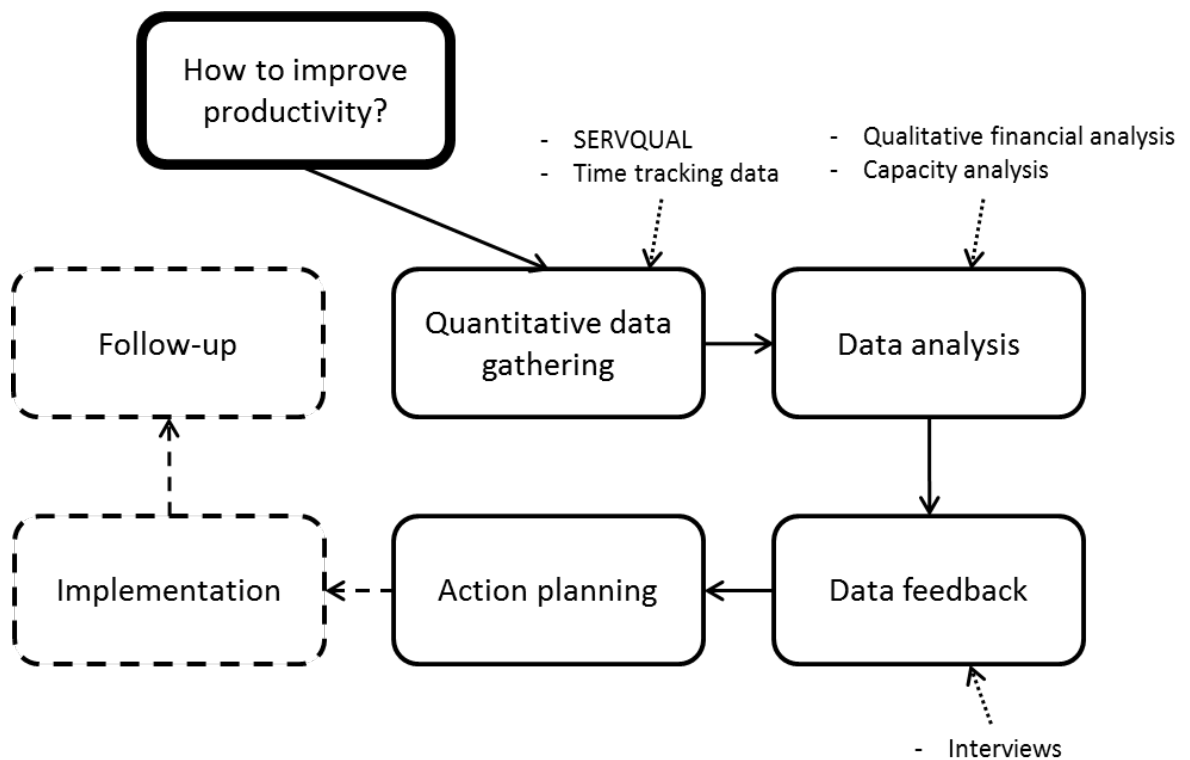 How to improve
productivity?
- SERVQUAL
- Time tracking data
- Qualitative financial analysis
- Capacity analysis
Follow-up
Quantitative data
gathering
Data analysis
Implementation
Action planning
Data feedback
- Interviews